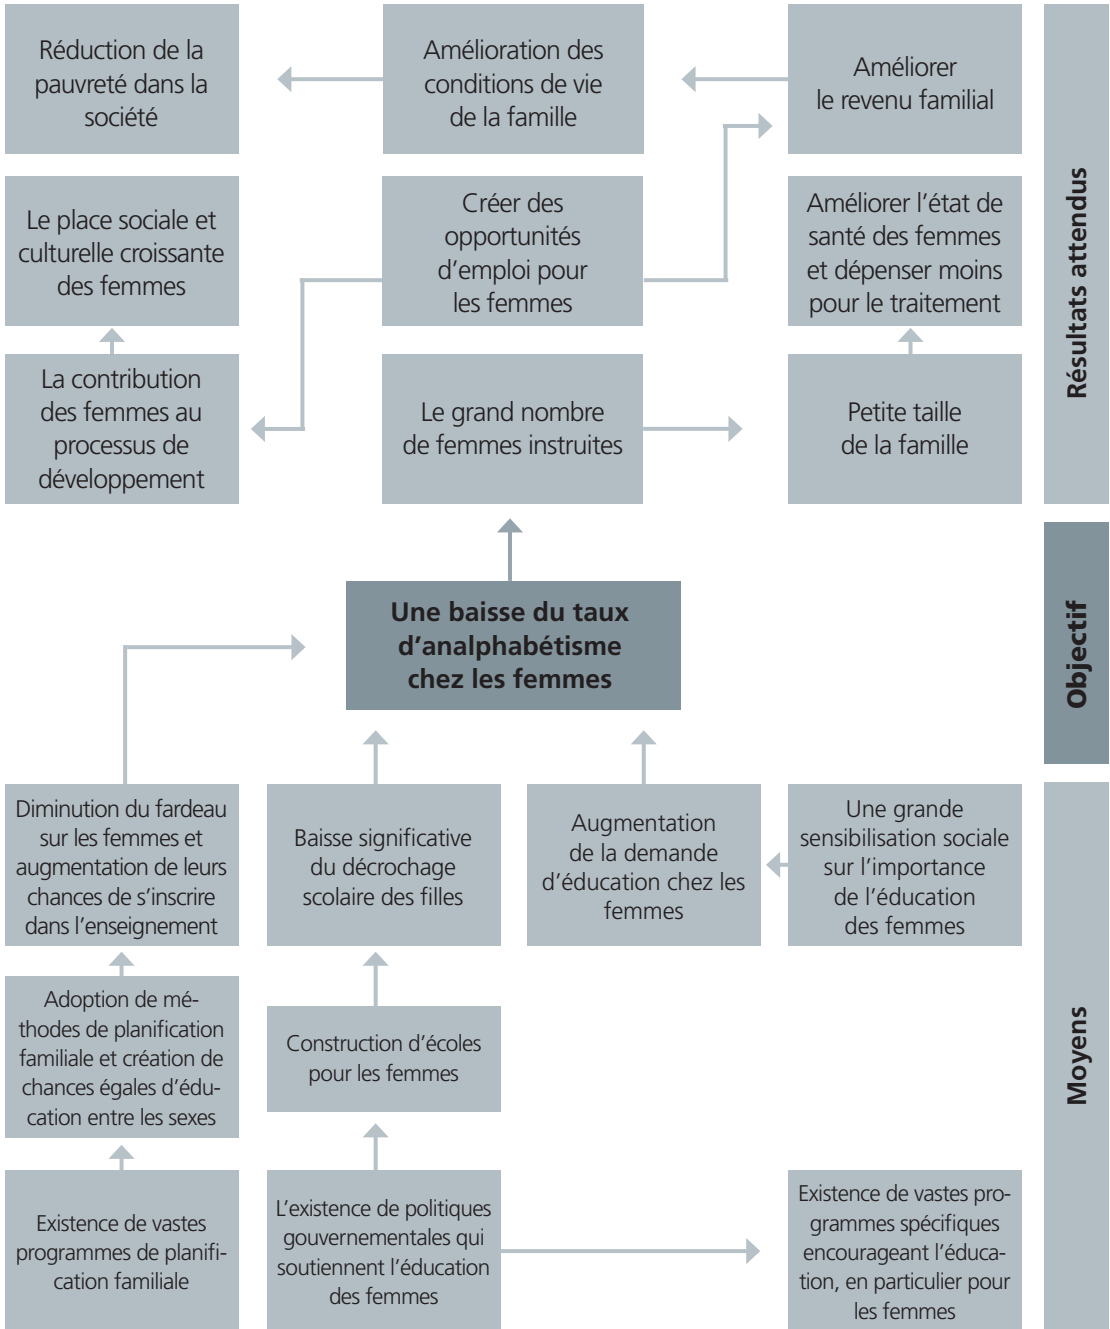 Réduction de la
pauvreté dans la
société
Amélioration des
conditions de vie
de la famille
Améliorer
le revenu familial
Le place sociale et
culturelle croissante
des femmes
Créer des
opportunités
d’emploi pour
les femmes
Améliorer l’état de
santé des femmes
et dépenser moins
pour le traitement
La contribution
des femmes au
processus de
développement
Le grand nombre
de femmes instruites
Petite taille
de la famille
Résultats attendus
Une baisse du taux
d’analphabétisme
chez les femmes
Objectif
Diminution du fardeau
sur les femmes et
augmentation de leurs
chances de s’inscrire
dans l’enseignement
Baisse significative
du décrochage
scolaire des filles
Augmentation
de la demande
d’éducation chez les
femmes
Une grande
sensibilisation sociale
sur l’importance
de l’éducation
des femmes
Adoption de mé-
thodes de planification
familiale et création de
chances égales d’édu-
cation entre les sexes
Construction d’écoles
pour les femmes
Existence de vastes
programmes de planifi-
cation familiale
L’existence de politiques
gouvernementales qui
soutiennent l’éducation
des femmes
Existence de vastes pro-
grammes spécifiques
encourageant l’éduca-
tion, en particulier pour
les femmes
Moyens